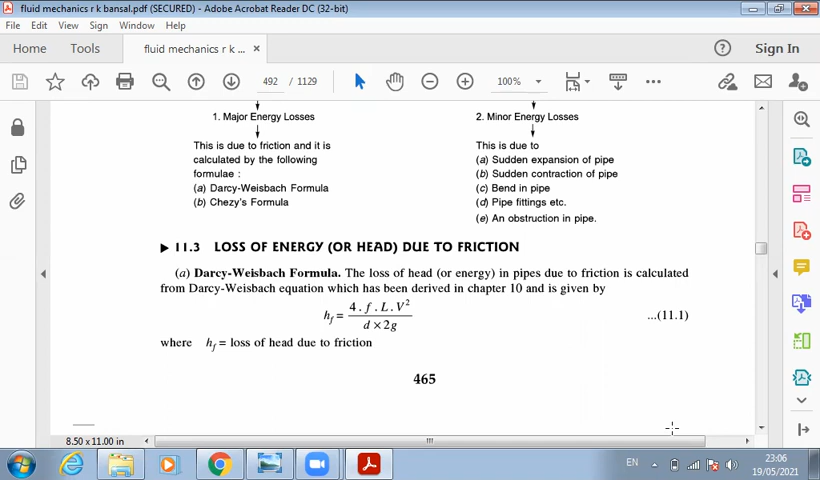 fluid mechanics r k bansal.pdf (SECURED) - Adobe Acrobat Reader DC (32-bit)
File Edit View Sign Window Help
Home Tools fluid mechanics r k ... × Sign In
492 / 1129 100%
1. Major Energy Losses
2. Minor Energy Losses
This is due to friction and it is
calculated by the following
formulae :
(a) Darcy-Weisbach Formula
(b) Chezy's Formula
This is due to
(a) Sudden expansion of pipe
(b) Sudden contraction of pipe
(c) Bend in pipe
(d) Pipe fittings etc.
(e) An obstruction in pipe.
▶ 11.3 LOSS OF ENERGY (OR HEAD) DUE TO FRICTION
(a) Darcy-Weisbach Formula. The loss of head (or energy) in pipes due to friction is calculated
from Darcy-Weisbach equation which has been derived in chapter 10 and is given by
h_f = (4 . f . L . V²) / (d × 2g) ...(11.1)
where h_f = loss of head due to friction
465
8.50 x 11.00 in
EN 23:06
19/05/2021